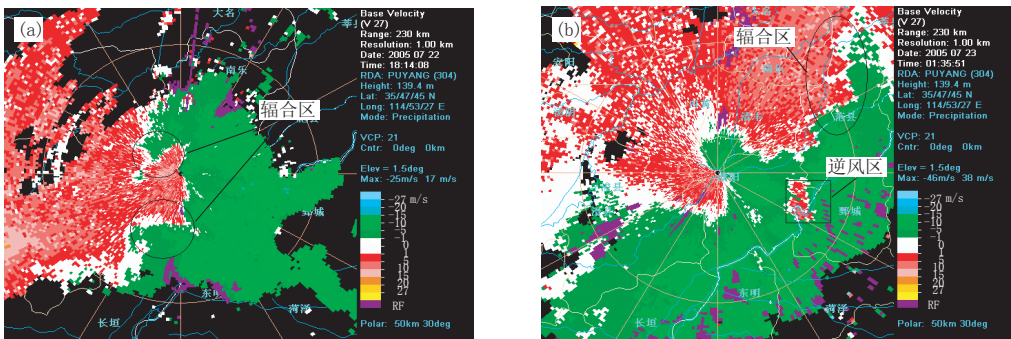 (a)
大名
莘县
南乐
辐合区
鄄城
东明
菏泽
长垣
Base Velocity
(V 27)
Range: 230 km
Resolution: 1.00 km
Date: 2005 07 22
Time: 18:14:08
RDA: PUYANG (304)
Height: 139.4 m
Lat: 35/47/45 N
Long: 114/53/27 E
Mode: Precipitation
VCP: 21
Cntr: 0deg 0km
Elev = 1.5deg
Max: -25m/s 17 m/s
-27 m/s
-20
-15
-10
-5
-1
0
1
5
10
15
20
27
RF
Polar: 50km 30deg
(b)
辐合区
安阳
逆风区
鄄城
东明
菏泽
长垣
Base Velocity
(V 27)
Range: 230 km
Resolution: 1.00 km
Date: 2005 07 23
Time: 01:35:51
RDA: PUYANG (304)
Height: 139.4 m
Lat: 35/47/45 N
Long: 114/53/27 E
Mode: Precipitation
VCP: 21
Cntr: 0deg 0km
Elev = 1.5deg
Max: -46m/s 38 m/s
-27 m/s
-20
-15
-10
-5
-1
0
1
5
10
15
20
27
RF
Polar: 50km 30deg